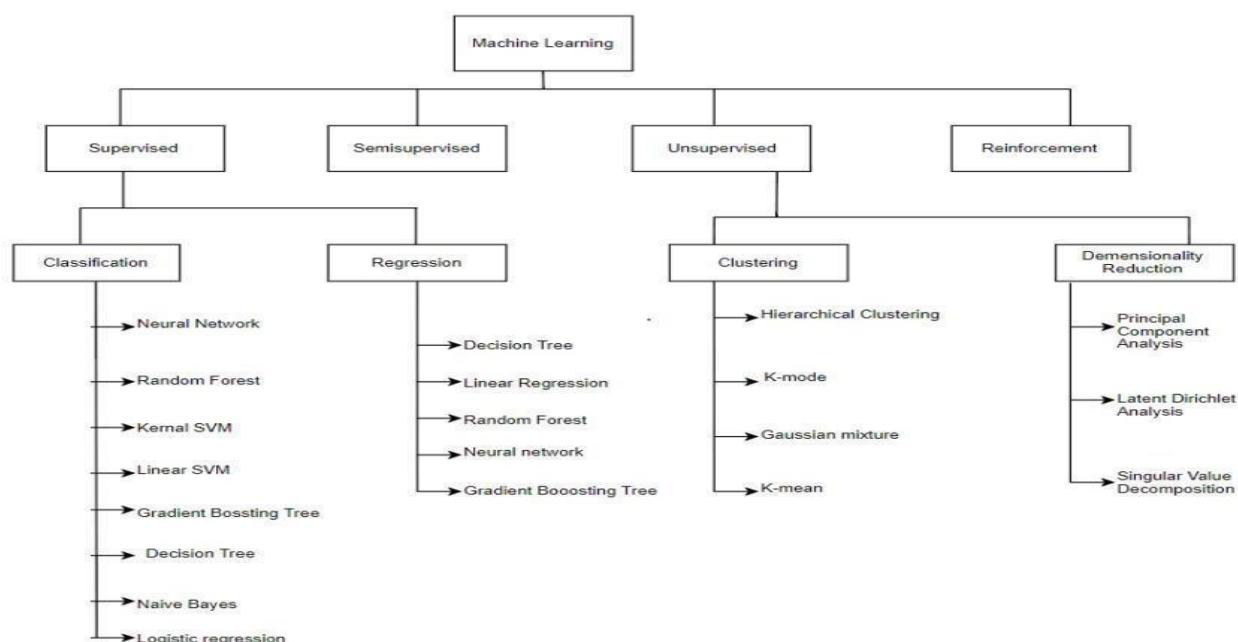 Machine Learning
Supervised
Semisupervised
Unsupervised
Reinforcement
Classification
Regression
Clustering
Demensionality
Reduction
Neural Network
Random Forest
Kernal SVM
Linear SVM
Gradient Bossting Tree
Decision Tree
Naive Bayes
Logistic regression
Decision Tree
Linear Regression
Random Forest
Neural network
Gradient Booosting Tree
Hierarchical Clustering
K-mode
Gaussian mixture
K-mean
Principal
Component
Analysis
Latent Dirichlet
Analysis
Singular Value
Decomposition